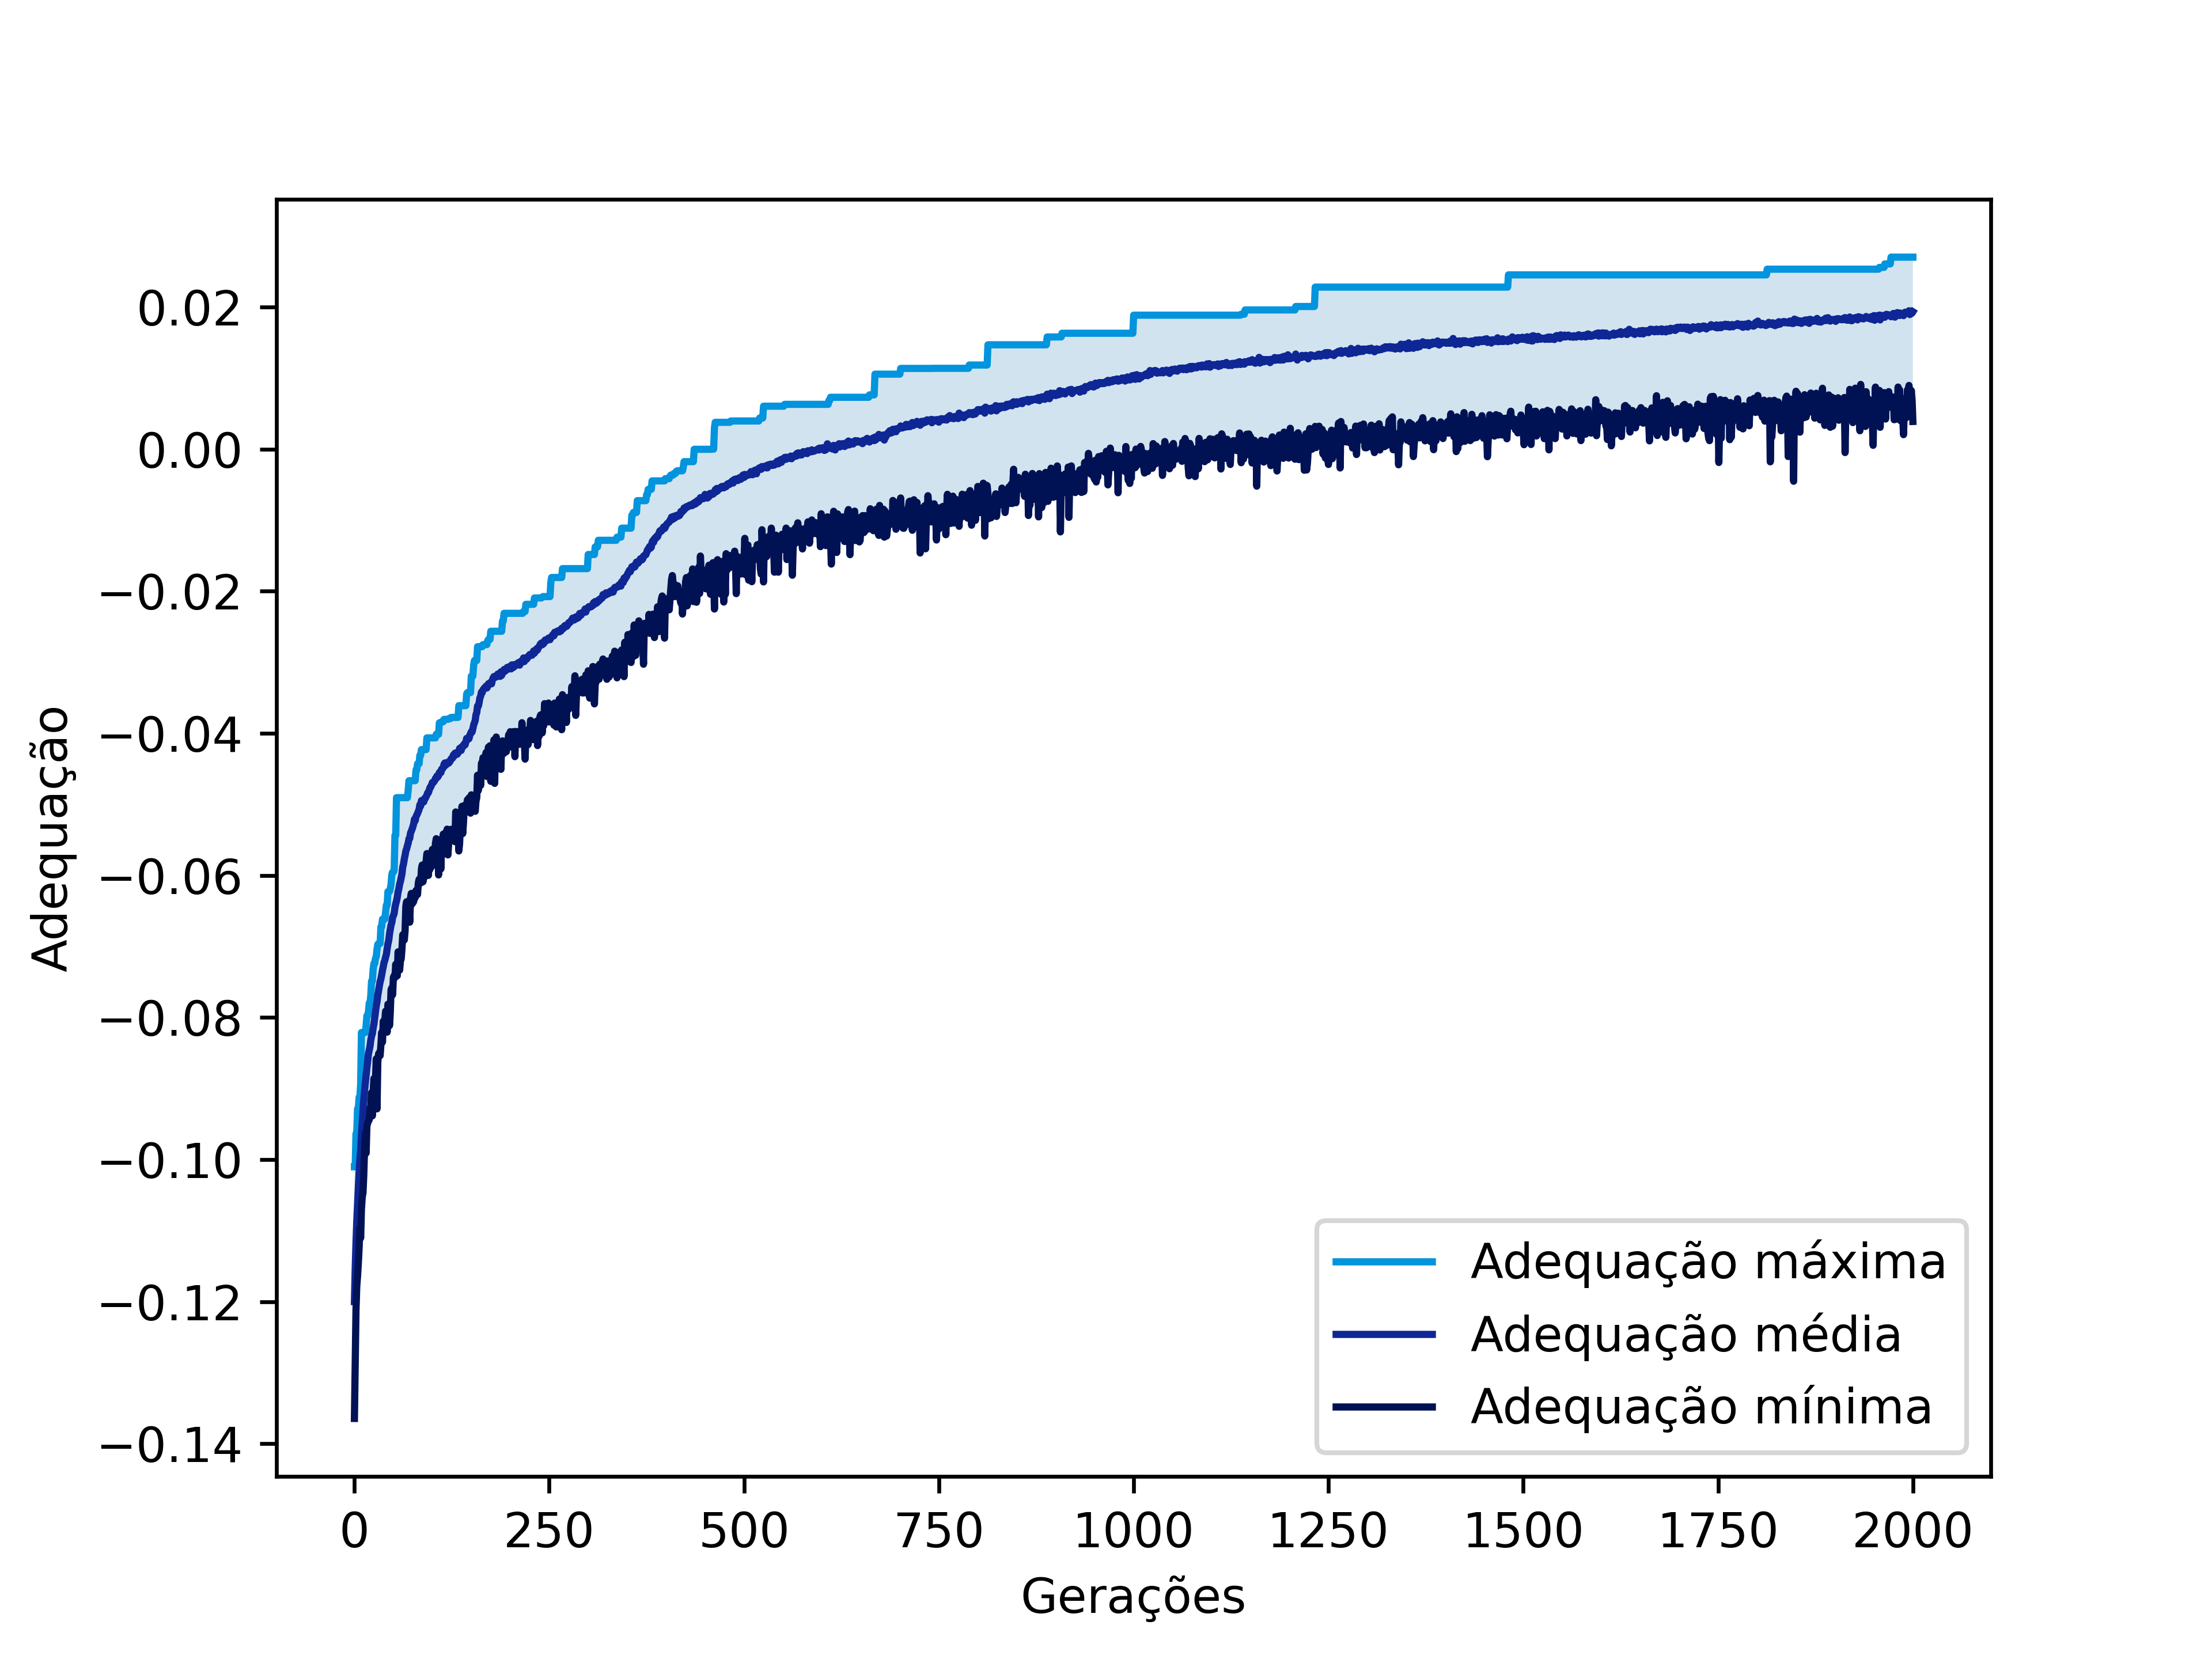 Adequação
0.02
0.00
−0.02
−0.04
−0.06
−0.08
−0.10
−0.12
−0.14
Adequação máxima
Adequação média
Adequação mínima
0 250 500 750 1000 1250 1500 1750 2000
Gerações